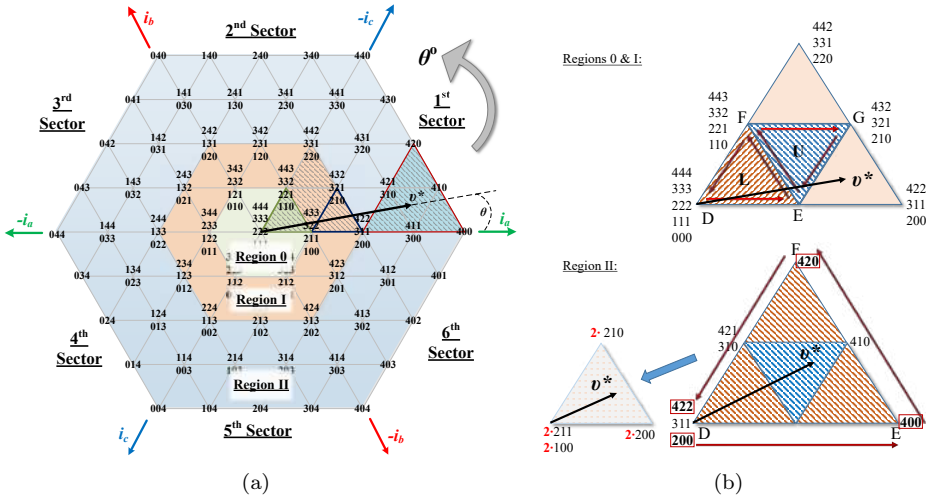 i_b
2nd Sector
-i_c
040 140 240 340 440
θ°
3rd Sector
1st Sector
041 141 030 241 130 341 230 441 330 430
042 142 031 242 131 020 342 231 120 442 331 220 431 320 420
043 143 032 243 132 021 343 232 121 010 443 332 221 110 432 321 210 421 310 410
υ*
θ
-i_a
i_a
044 144 033 244 133 022 344 233 122 011 444 333 222 433 322 211 100 422 311 200 411 300 400
Region 0
134 023 234 123 012 423 312 201 412 301 401
Region I
024 124 013 224 113 002 213 102 313 202 424 313 302 413 402
4th Sector
6th Sector
014 114 003 214 103 314 203 414 303 403
Region II
004 104 204 304 404
i_c
5th Sector
-i_b
(a)
Regions 0 & I:
442
331
220
443
332
221
110
F
G
432
321
210
U
L
υ*
444
333
222
111
000
D
E
422
311
200
Region II:
F
420
2· 210
421
310
410
υ*
υ*
422
311
200
D
E
400
2·211
2·100
2·200
(b)